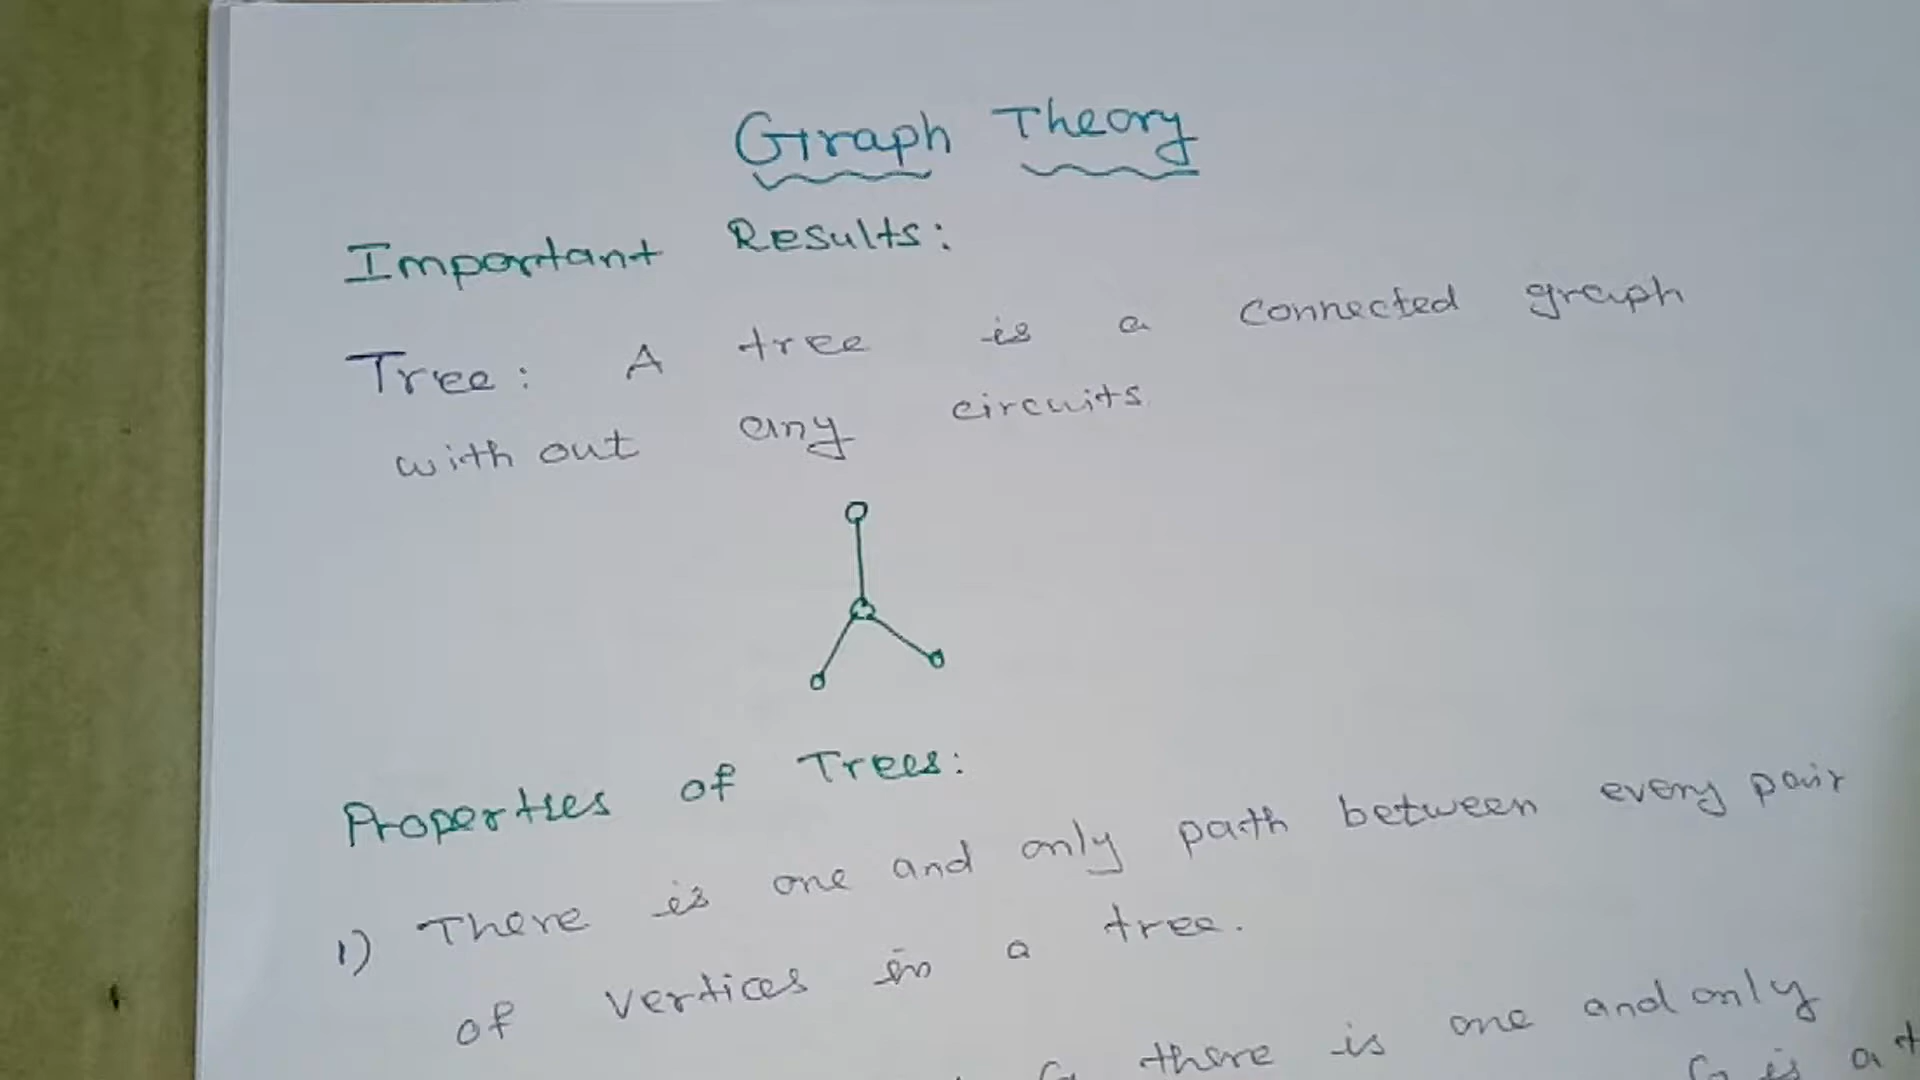 Graph Theory
Important Results:
Tree: A tree is a connected graph
with out any circuits
Properties of Trees:
1) There is one and only path between every pair
of vertices in a tree.
G there is one and only
G is a t